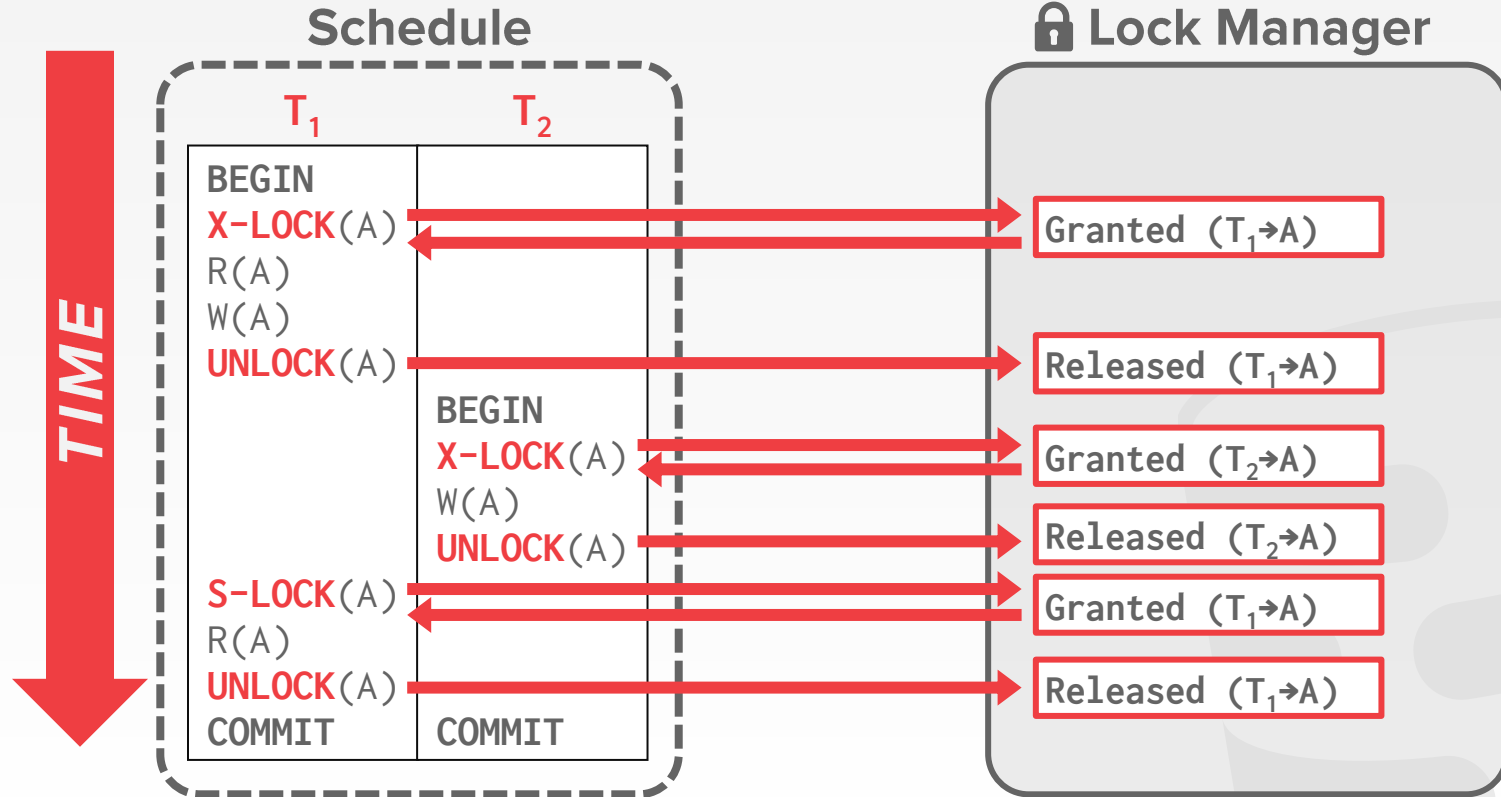 Schedule
Lock Manager
TIME
T₁ T₂
BEGIN
X-LOCK(A)
Granted (T₁→A)
R(A)
W(A)
UNLOCK(A)
Released (T₁→A)
BEGIN
X-LOCK(A)
Granted (T₂→A)
W(A)
UNLOCK(A)
Released (T₂→A)
S-LOCK(A)
Granted (T₁→A)
R(A)
UNLOCK(A)
Released (T₁→A)
COMMIT COMMIT